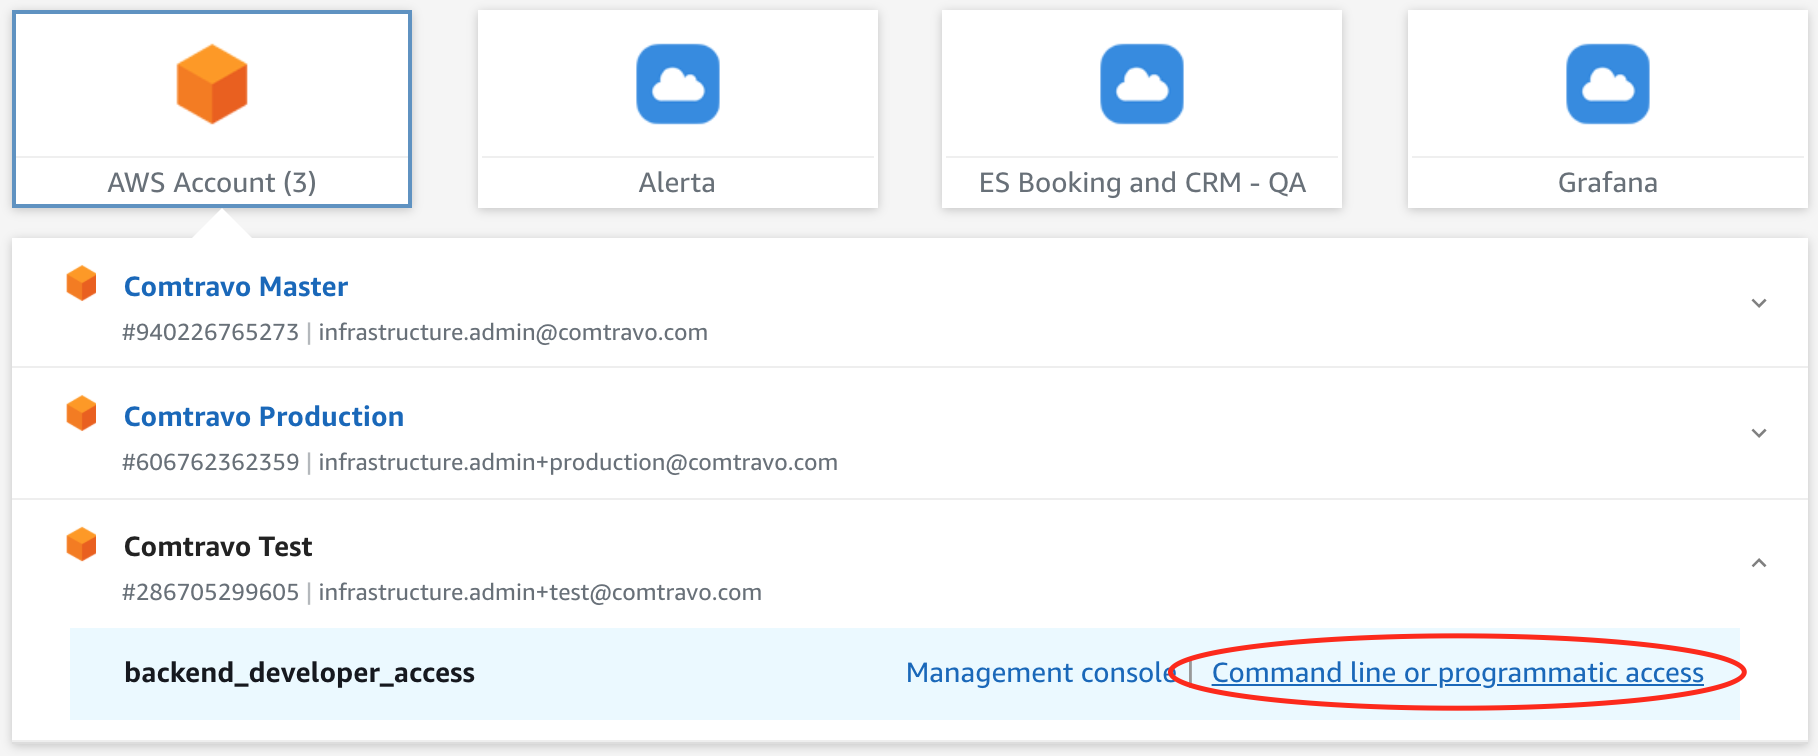 AWS Account (3)
Alerta
ES Booking and CRM - QA
Grafana
Comtravo Master
#940226765273 | infrastructure.admin@comtravo.com
Comtravo Production
#606762362359 | infrastructure.admin+production@comtravo.com
Comtravo Test
#286705299605 | infrastructure.admin+test@comtravo.com
backend_developer_access
Management console | Command line or programmatic access